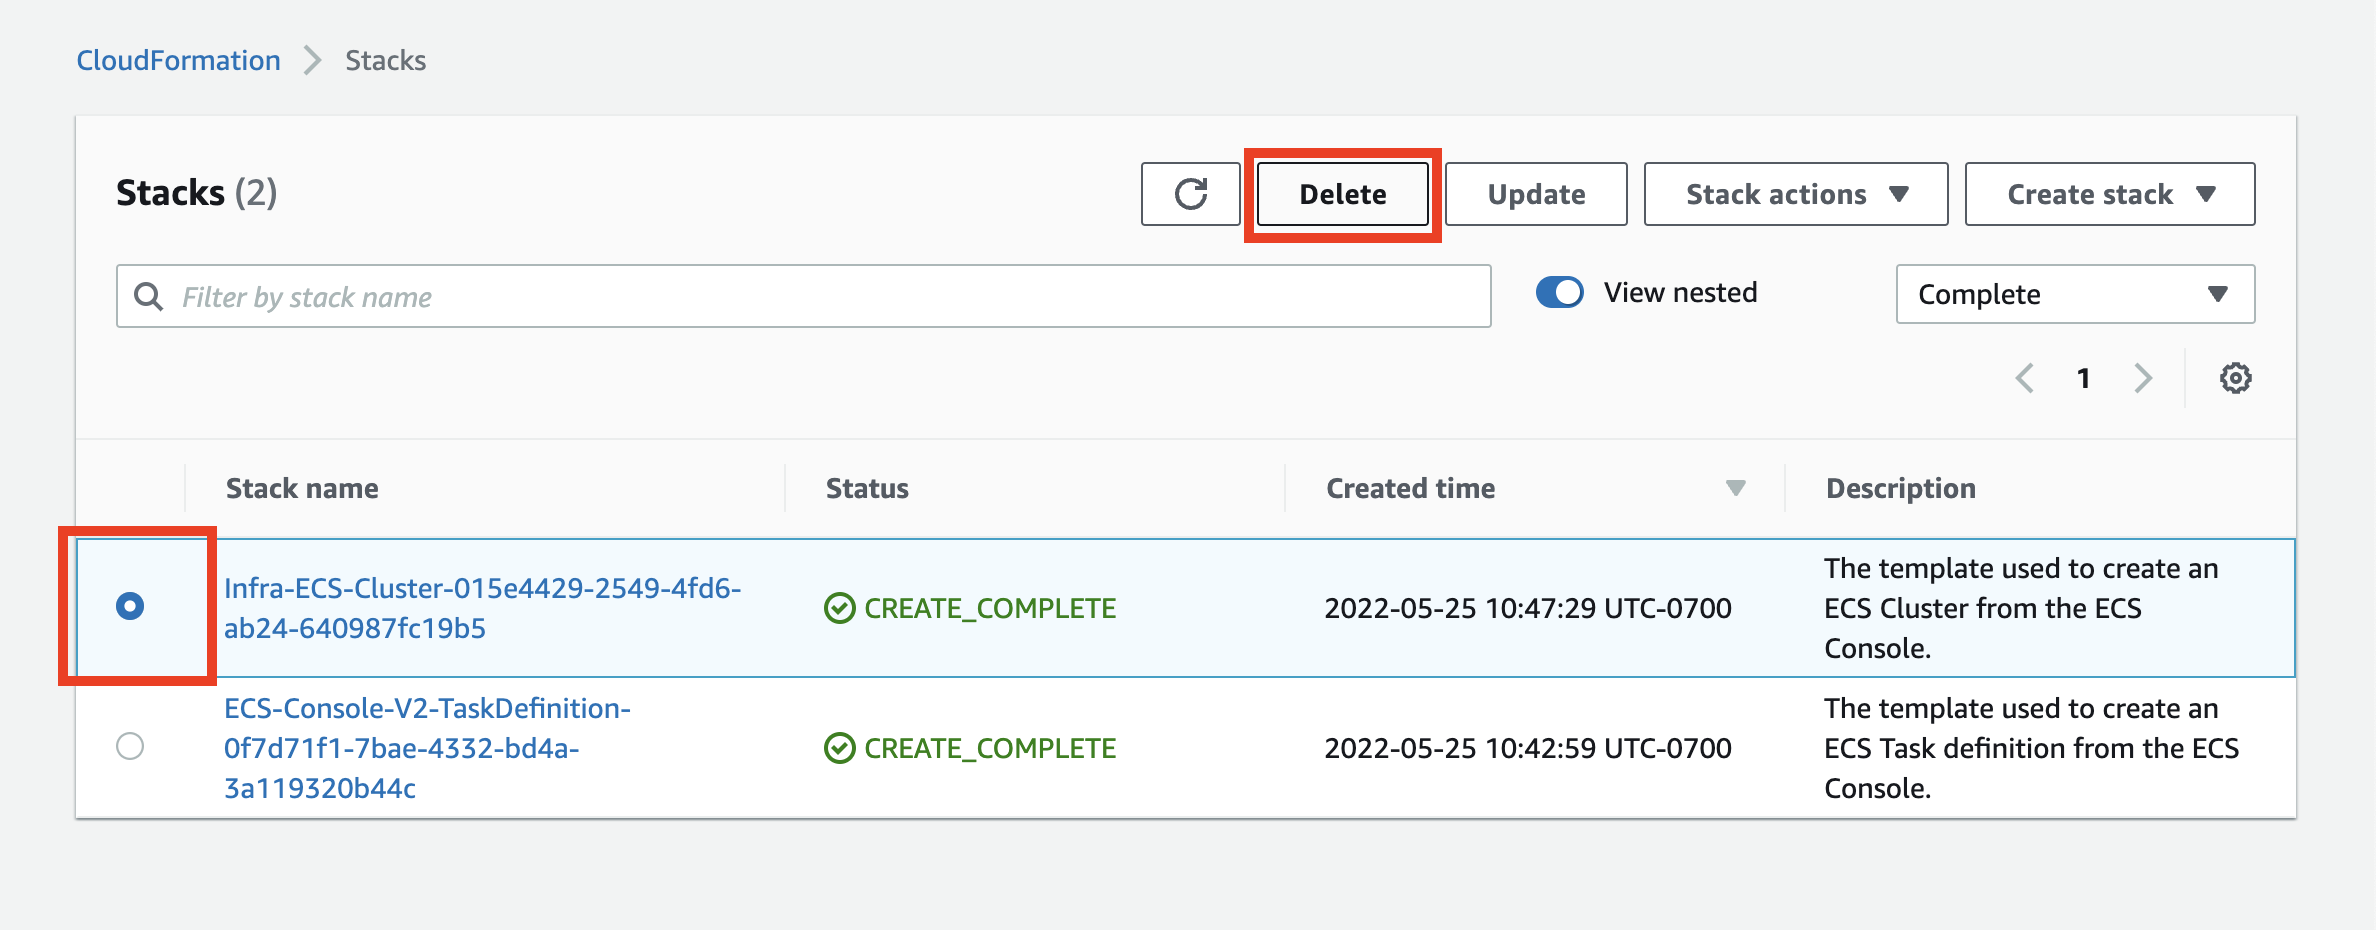 CloudFormation > Stacks
Stacks (2)
Delete
Update
Stack actions
Create stack
Filter by stack name
View nested
Complete
1
Stack name
Status
Created time
Description
Infra-ECS-Cluster-015e4429-2549-4fd6-
ab24-640987fc19b5
CREATE_COMPLETE
2022-05-25 10:47:29 UTC-0700
The template used to create an
ECS Cluster from the ECS
Console.
ECS-Console-V2-TaskDefinition-
0f7d71f1-7bae-4332-bd4a-
3a119320b44c
CREATE_COMPLETE
2022-05-25 10:42:59 UTC-0700
The template used to create an
ECS Task definition from the ECS
Console.